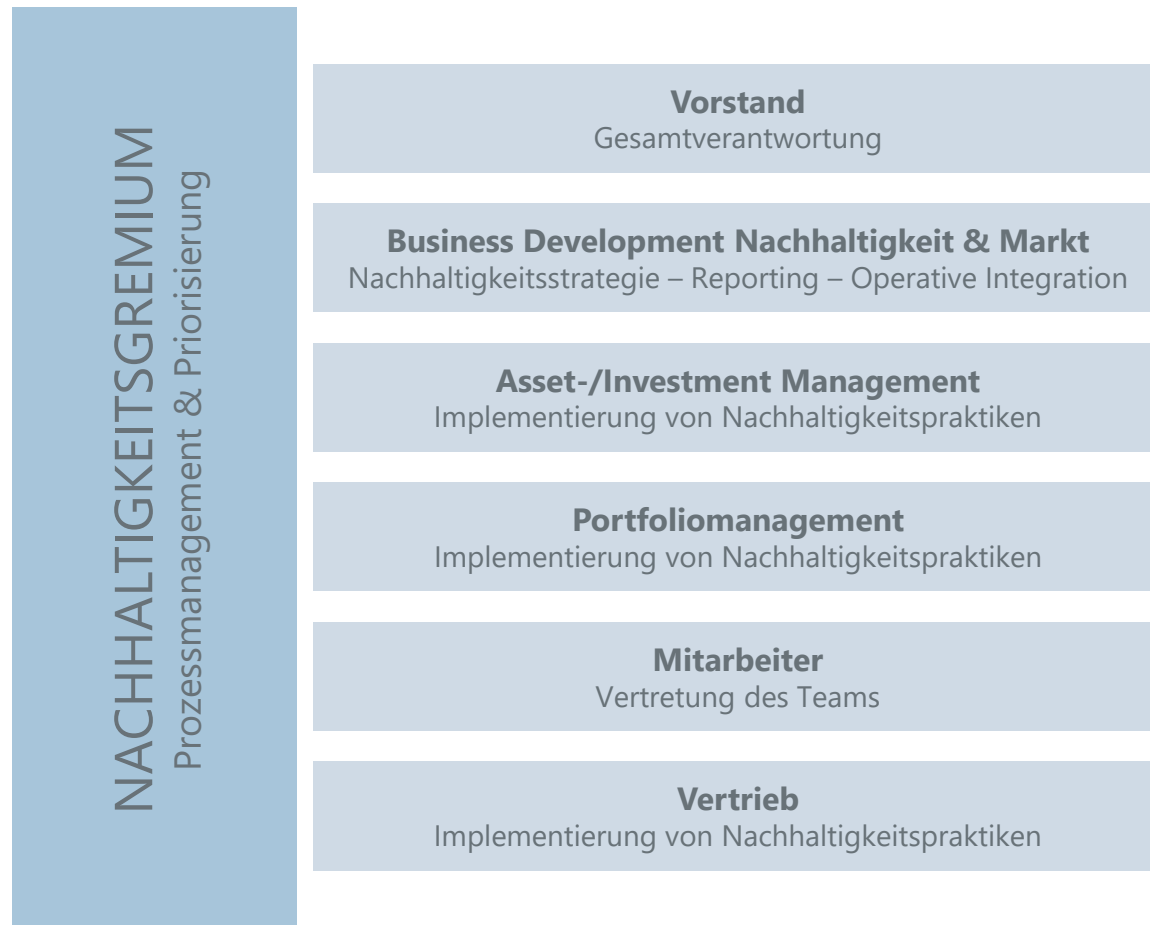 NACHHALTIGKEITSGREMIUM
Prozessmanagement & Priorisierung
Vorstand
Gesamtverantwortung
Business Development Nachhaltigkeit & Markt
Nachhaltigkeitsstrategie – Reporting – Operative Integration
Asset-/Investment Management
Implementierung von Nachhaltigkeitspraktiken
Portfoliomanagement
Implementierung von Nachhaltigkeitspraktiken
Mitarbeiter
Vertretung des Teams
Vertrieb
Implementierung von Nachhaltigkeitspraktiken